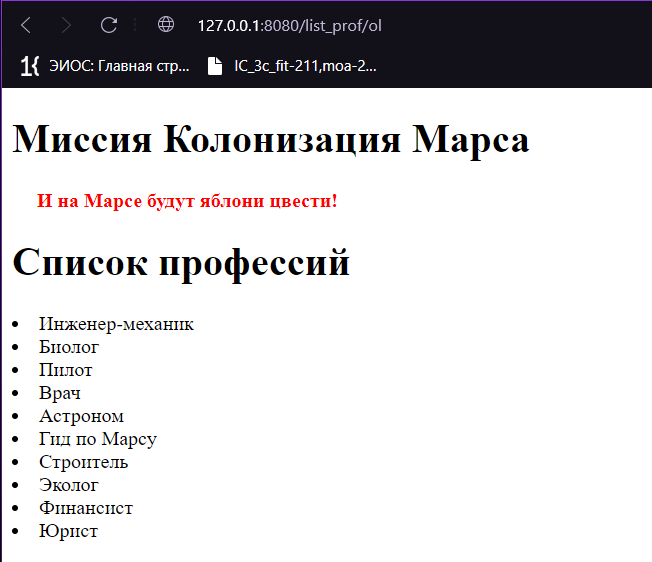 127.0.0.1:8080/list_prof/ol
ЭИОС: Главная стр... IC_3c_fit-211,moa-2...
Миссия Колонизация Марса
И на Марсе будут яблони цвести!
Список профессий
Инженер-механик
Биолог
Пилот
Врач
Астроном
Гид по Марсу
Строитель
Эколог
Финансист
Юрист